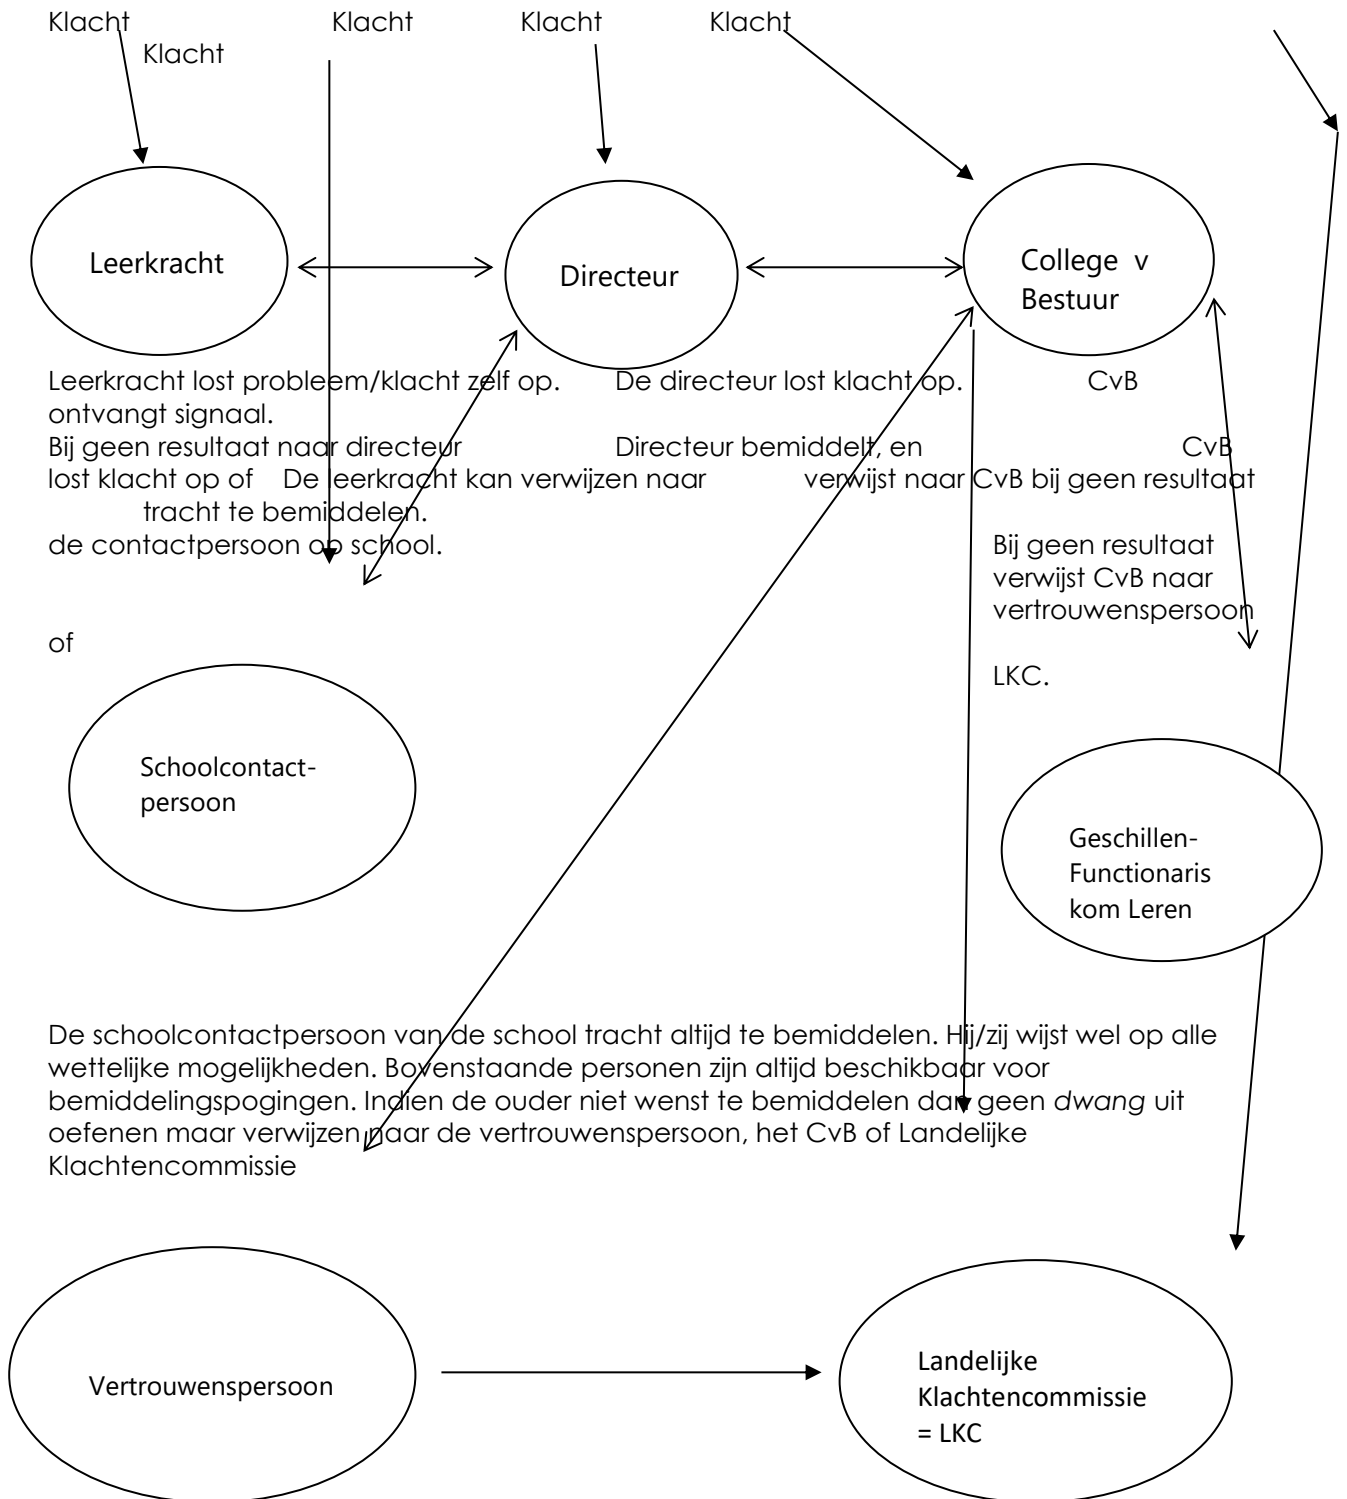 Klacht Klacht Klacht Klacht
Klacht
Leerkracht
Directeur
College v
Bestuur
Leerkracht lost probleem/klacht zelf op. De directeur lost klacht op. CvB
ontvangt signaal.
Bij geen resultaat naar directeur Directeur bemiddelt, en CvB
lost klacht op of De leerkracht kan verwijzen naar verwijst naar CvB bij geen resultaat
tracht te bemiddelen.
de contactpersoon op school. Bij geen resultaat
verwijst CvB naar
vertrouwenspersoon
of
LKC.
Schoolcontact-
persoon
Geschillen-
Functionaris
kom Leren
De schoolcontactpersoon van de school tracht altijd te bemiddelen. Hij/zij wijst wel op alle
wettelijke mogelijkheden. Bovenstaande personen zijn altijd beschikbaar voor
bemiddelingspogingen. Indien de ouder niet wenst te bemiddelen dan geen dwang uit
oefenen maar verwijzen naar de vertrouwenspersoon, het CvB of Landelijke
Klachtencommissie
Vertrouwenspersoon
Landelijke
Klachtencommissie
= LKC